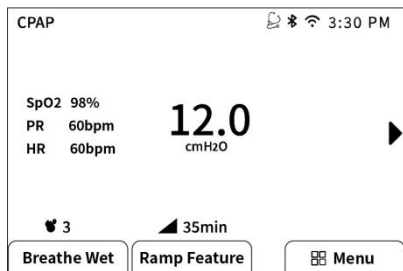 CPAP 3:30 PM
SpO2 98%
PR 60bpm
HR 60bpm
12.0
cmH2O
3 35min
Breathe Wet Ramp Feature Menu